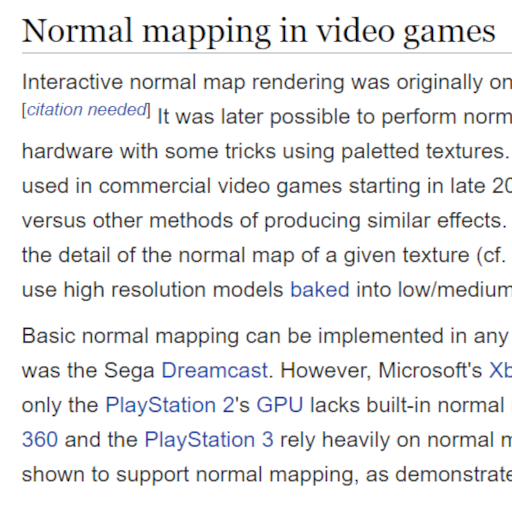 Normal mapping in video games
Interactive normal map rendering was originally on
[citation needed] It was later possible to perform norm
hardware with some tricks using paletted textures.
used in commercial video games starting in late 20
versus other methods of producing similar effects.
the detail of the normal map of a given texture (cf.
use high resolution models baked into low/medium
Basic normal mapping can be implemented in any
was the Sega Dreamcast. However, Microsoft's Xb
only the PlayStation 2's GPU lacks built-in normal
360 and the PlayStation 3 rely heavily on normal m
shown to support normal mapping, as demonstrate